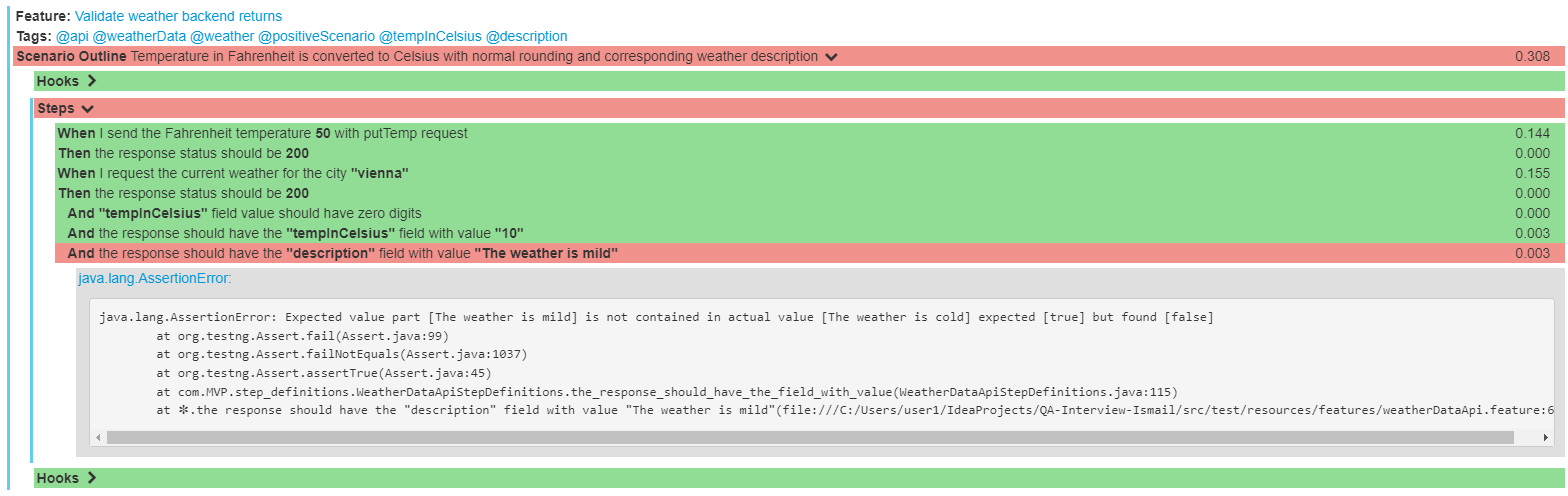 Feature: Validate weather backend returns
Tags: @api @weatherData @weather @positiveScenario @tempInCelsius @description
Scenario Outline Temperature in Fahrenheit is converted to Celsius with normal rounding and corresponding weather description 0.308
Hooks
Steps
When I send the Fahrenheit temperature 50 with putTemp request 0.144
Then the response status should be 200 0.000
When I request the current weather for the city "vienna" 0.155
Then the response status should be 200 0.000
And "tempInCelsius" field value should have zero digits 0.000
And the response should have the "tempInCelsius" field with value "10" 0.003
And the response should have the "description" field with value "The weather is mild" 0.003
java.lang.AssertionError:
java.lang.AssertionError: Expected value part [The weather is mild] is not contained in actual value [The weather is cold] expected [true] but found [false]
at org.testng.Assert.fail(Assert.java:99)
at org.testng.Assert.failNotEquals(Assert.java:1037)
at org.testng.Assert.assertTrue(Assert.java:45)
at com.MVP.step_definitions.WeatherDataApiStepDefinitions.the_response_should_have_the_field_with_value(WeatherDataApiStepDefinitions.java:115)
at ✽.the response should have the "description" field with value "The weather is mild"(file:///C:/Users/user1/IdeaProjects/QA-Interview-Ismail/src/test/resources/features/weatherDataApi.feature:6
Hooks